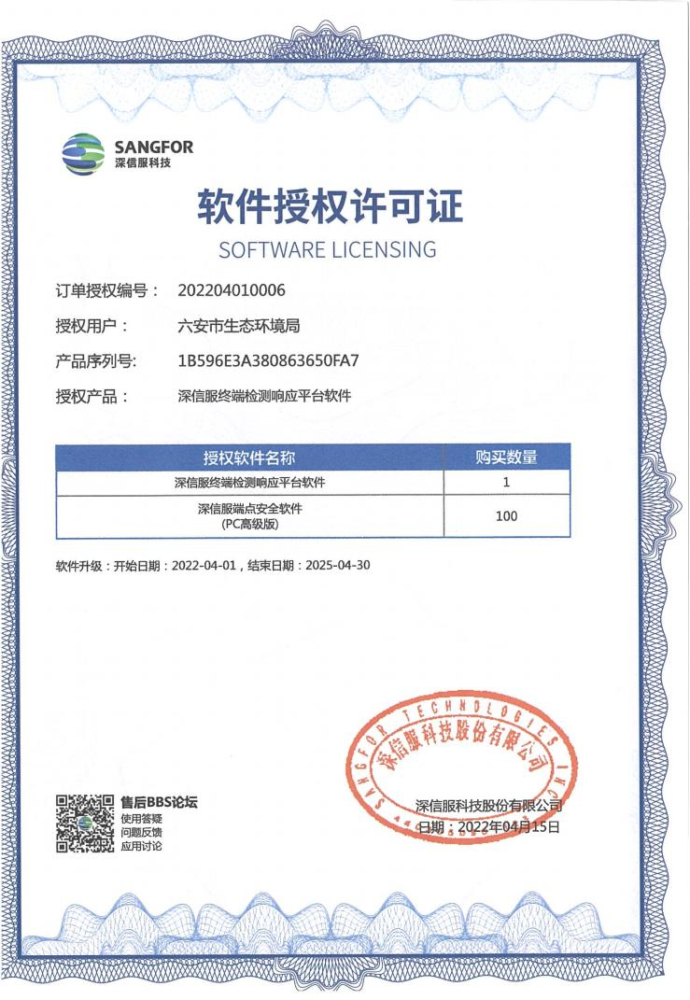 SANGFOR
深信服科技
软件授权许可证
SOFTWARE LICENSING
订单授权编号： 202204010006
授权用户： 六安市生态环境局
产品序列号: 1B596E3A380863650FA7
授权产品： 深信服终端检测响应平台软件
授权软件名称 购买数量
深信服终端检测响应平台软件 1
深信服端点安全软件
(PC高级版) 100
软件升级：开始日期：2022-04-01，结束日期：2025-04-30
SANGFOR TECHNOLOGIES INC.
深信服科技股份有限公司
深信服科技股份有限公司
日期：2022年04月15日
售后BBS论坛
使用答疑
问题反馈
应用讨论